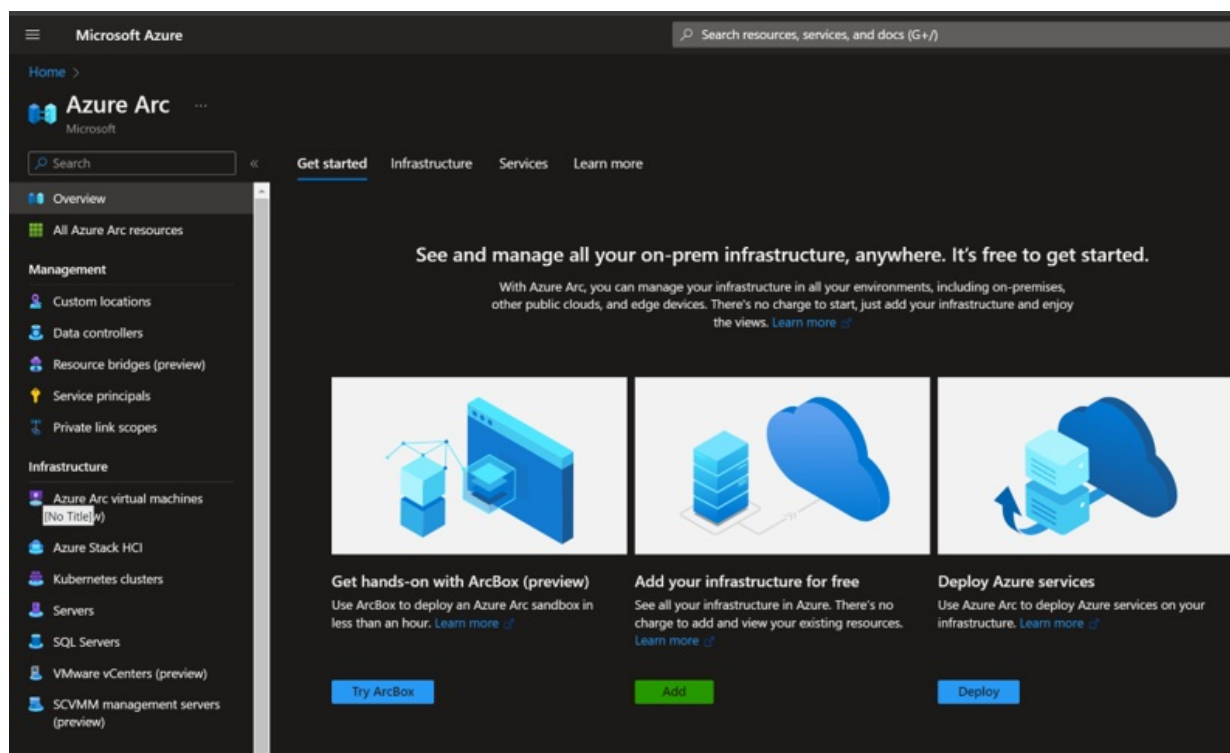 Microsoft Azure
Search resources, services, and docs (G+/)
Home >
Azure Arc ...
Microsoft
Search
«
Get started Infrastructure Services Learn more
Overview
All Azure Arc resources
Management
Custom locations
Data controllers
Resource bridges (preview)
Service principals
Private link scopes
Infrastructure
Azure Arc virtual machines
[No Title]w)
Azure Stack HCI
Kubernetes clusters
Servers
SQL Servers
VMware vCenters (preview)
SCVMM management servers
(preview)
See and manage all your on-prem infrastructure, anywhere. It's free to get started.
With Azure Arc, you can manage your infrastructure in all your environments, including on-premises,
other public clouds, and edge devices. There's no charge to start, just add your infrastructure and enjoy
the views. Learn more
Get hands-on with ArcBox (preview)
Use ArcBox to deploy an Azure Arc sandbox in
less than an hour. Learn more
Try ArcBox
Add your infrastructure for free
See all your infrastructure in Azure. There's no
charge to add and view your existing resources.
Learn more
Add
Deploy Azure services
Use Azure Arc to deploy Azure services on your
infrastructure. Learn more
Deploy